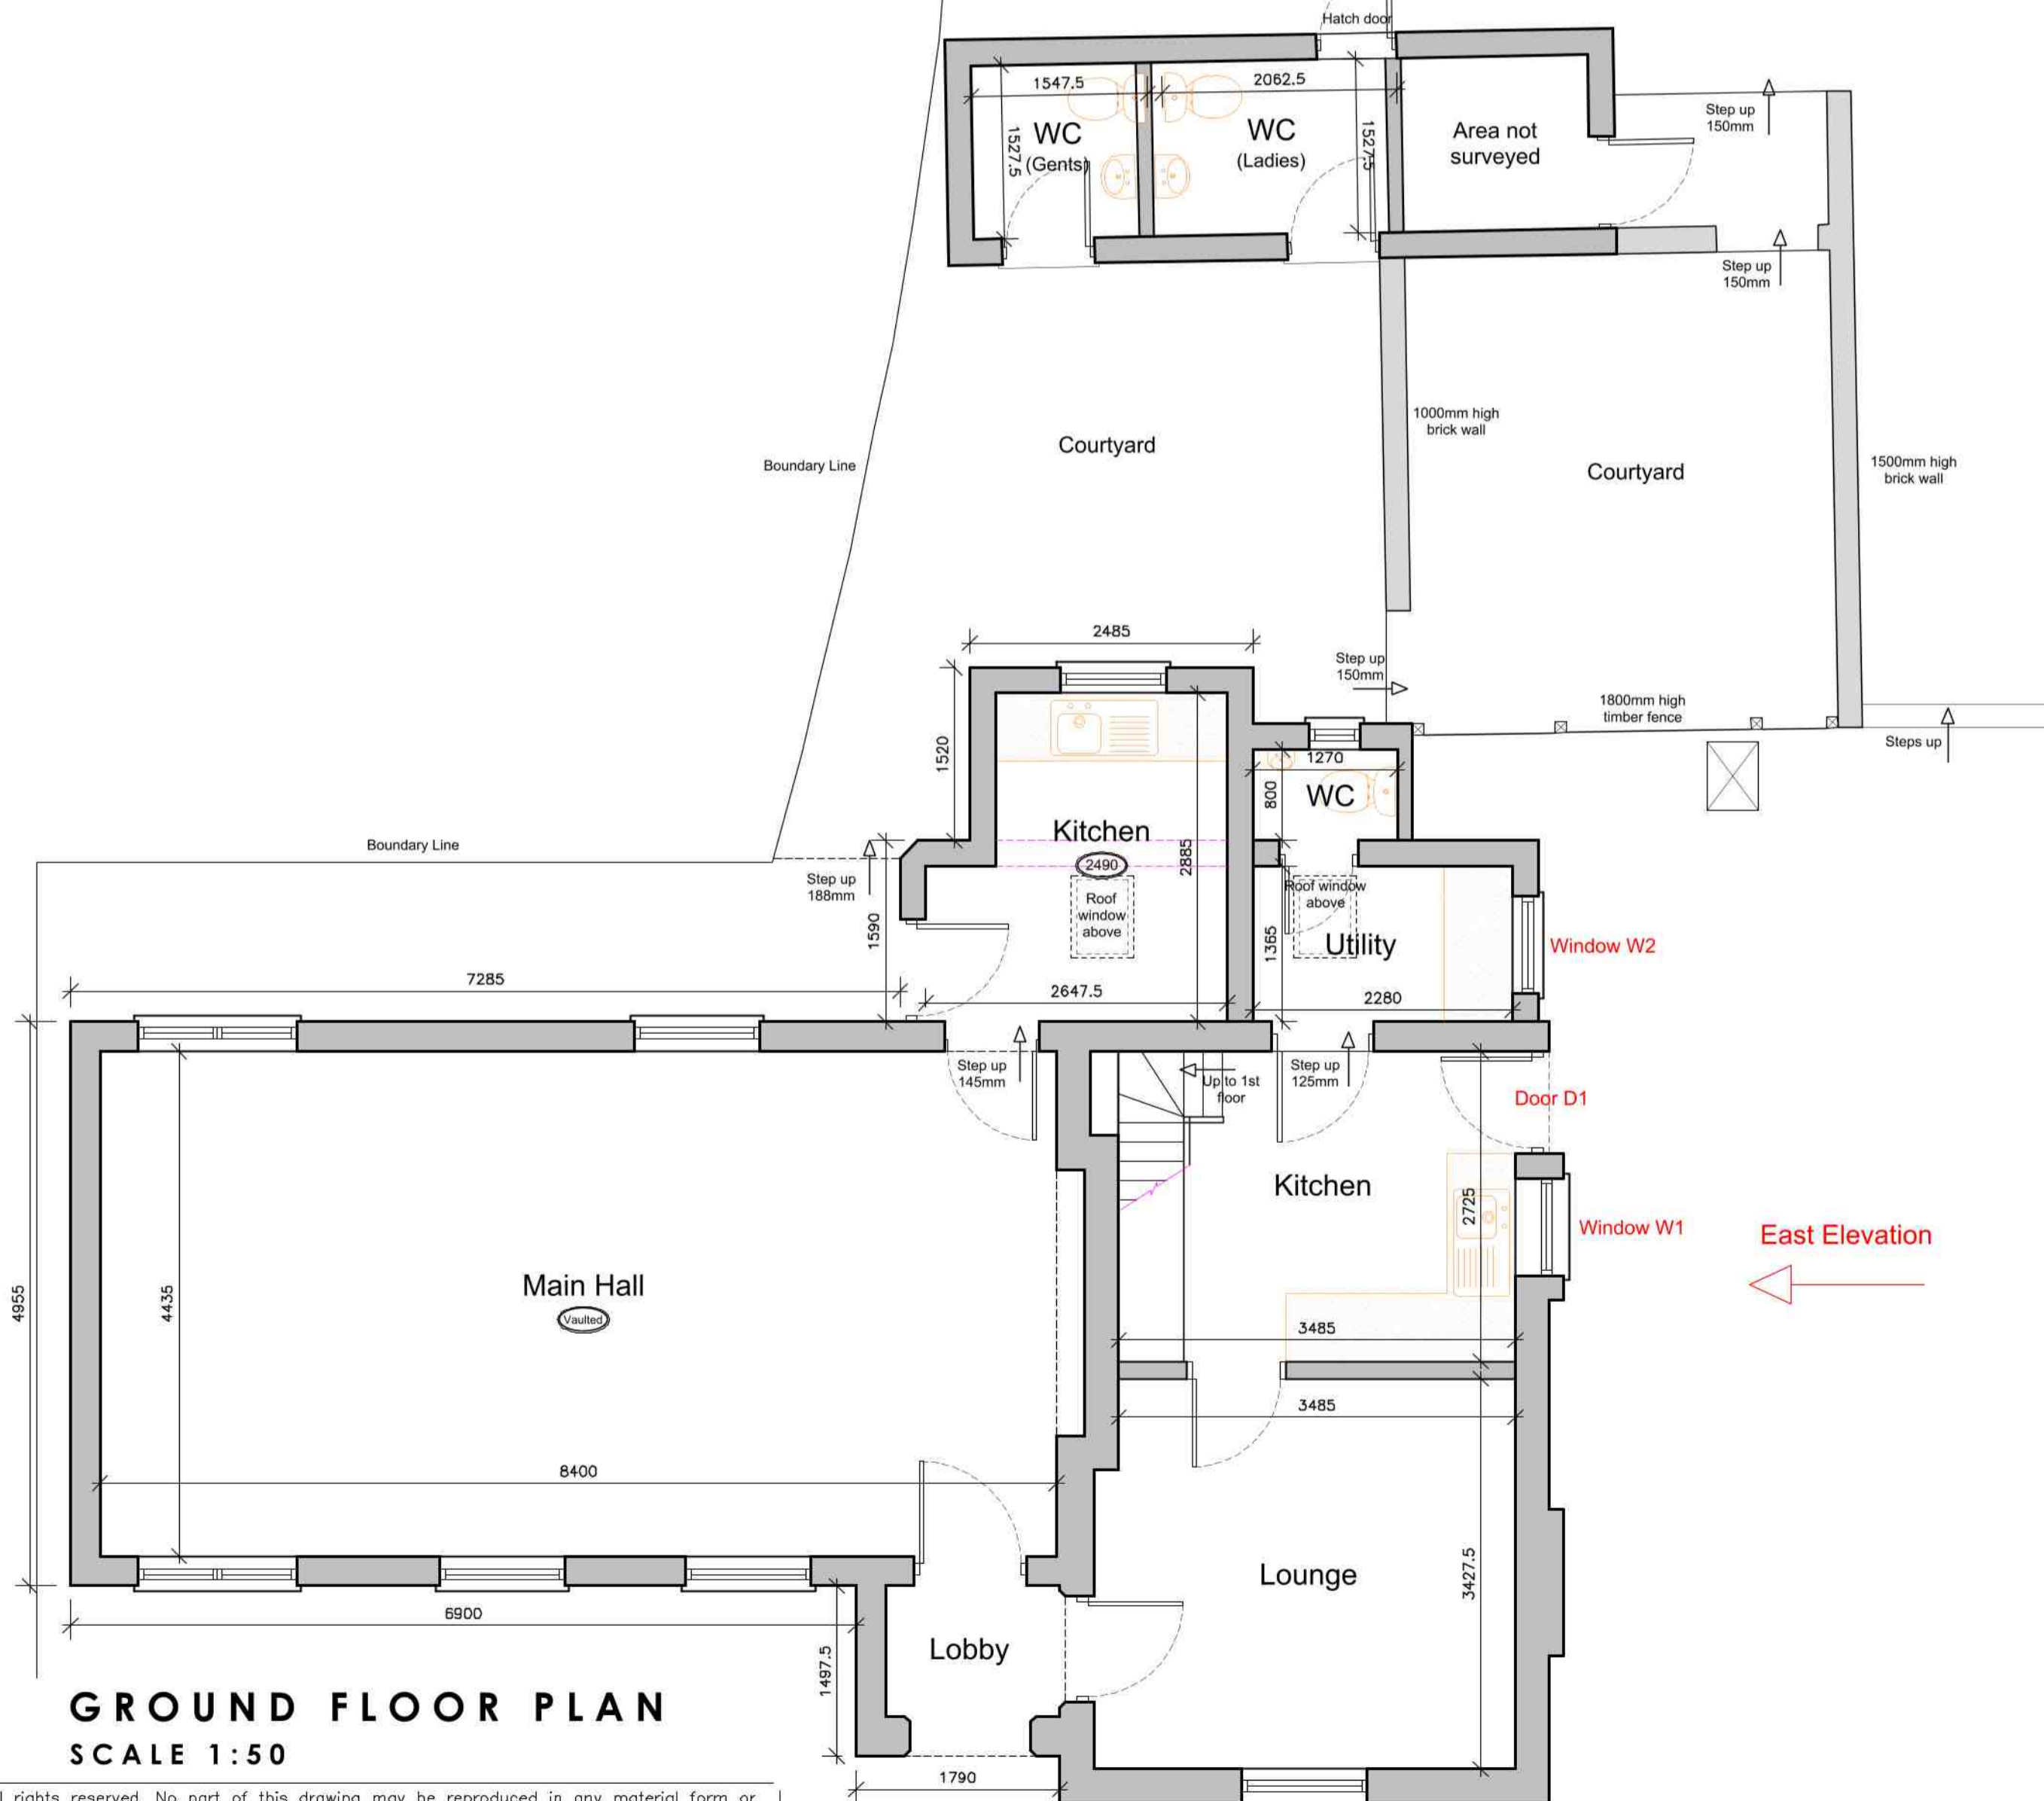 Hatch door
1547.5
2062.5
1527.5
WC
(Gents)
WC
(Ladies)
1527.5
Area not
surveyed
Step up
150mm
Step up
150mm
1000mm high
brick wall
Courtyard
Boundary Line
Courtyard
1500mm high
brick wall
2485
Step up
150mm
1800mm high
timber fence
Steps up
1520
1270
800
WC
Kitchen
2490
2885
Boundary Line
Step up
188mm
Roof
window
above
Roof window
above
1590
1365
Utility
Window W2
7285
2647.5
2280
Step up
145mm
Up to 1st
floor
Step up
125mm
Door D1
Kitchen
2725
Window W1
East Elevation
4955
4435
Main Hall
Vaulted
3485
3485
8400
Lounge
3427.5
6900
Lobby
1497.5
GROUND FLOOR PLAN
SCALE 1:50
1790
rights reserved. No part of this drawing may be reproduced in any material form or